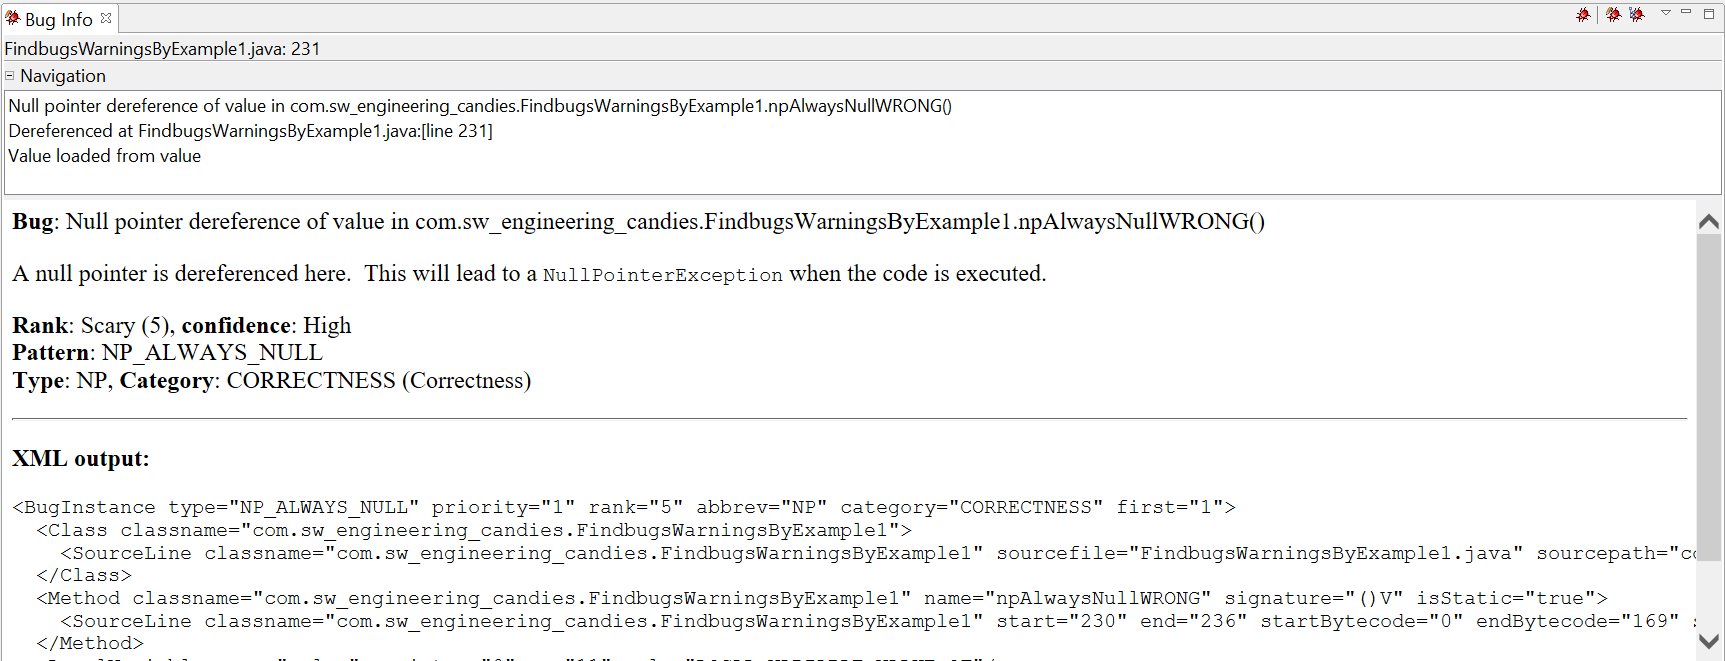 Bug Info
FindbugsWarningsByExample1.java: 231
Navigation
Null pointer dereference of value in com.sw_engineering_candies.FindbugsWarningsByExample1.npAlwaysNullWRONG()
Dereferenced at FindbugsWarningsByExample1.java:[line 231]
Value loaded from value
Bug: Null pointer dereference of value in com.sw_engineering_candies.FindbugsWarningsByExample1.npAlwaysNullWRONG()
A null pointer is dereferenced here.  This will lead to a NullPointerException when the code is executed.
Rank: Scary (5), confidence: High
Pattern: NP_ALWAYS_NULL
Type: NP, Category: CORRECTNESS (Correctness)
XML output:
<BugInstance type="NP_ALWAYS_NULL" priority="1" rank="5" abbrev="NP" category="CORRECTNESS" first="1">
  <Class classname="com.sw_engineering_candies.FindbugsWarningsByExample1">
    <SourceLine classname="com.sw_engineering_candies.FindbugsWarningsByExample1" sourcefile="FindbugsWarningsByExample1.java" sourcepath="co
  </Class>
  <Method classname="com.sw_engineering_candies.FindbugsWarningsByExample1" name="npAlwaysNullWRONG" signature="()V" isStatic="true">
    <SourceLine classname="com.sw_engineering_candies.FindbugsWarningsByExample1" start="230" end="236" startBytecode="0" endBytecode="169"
  </Method>